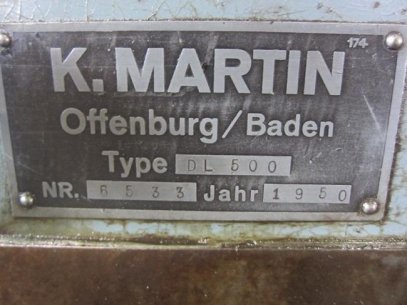 174
K. MARTIN
Offenburg/Baden
Type DL 500
NR. 6533 Jahr 1950